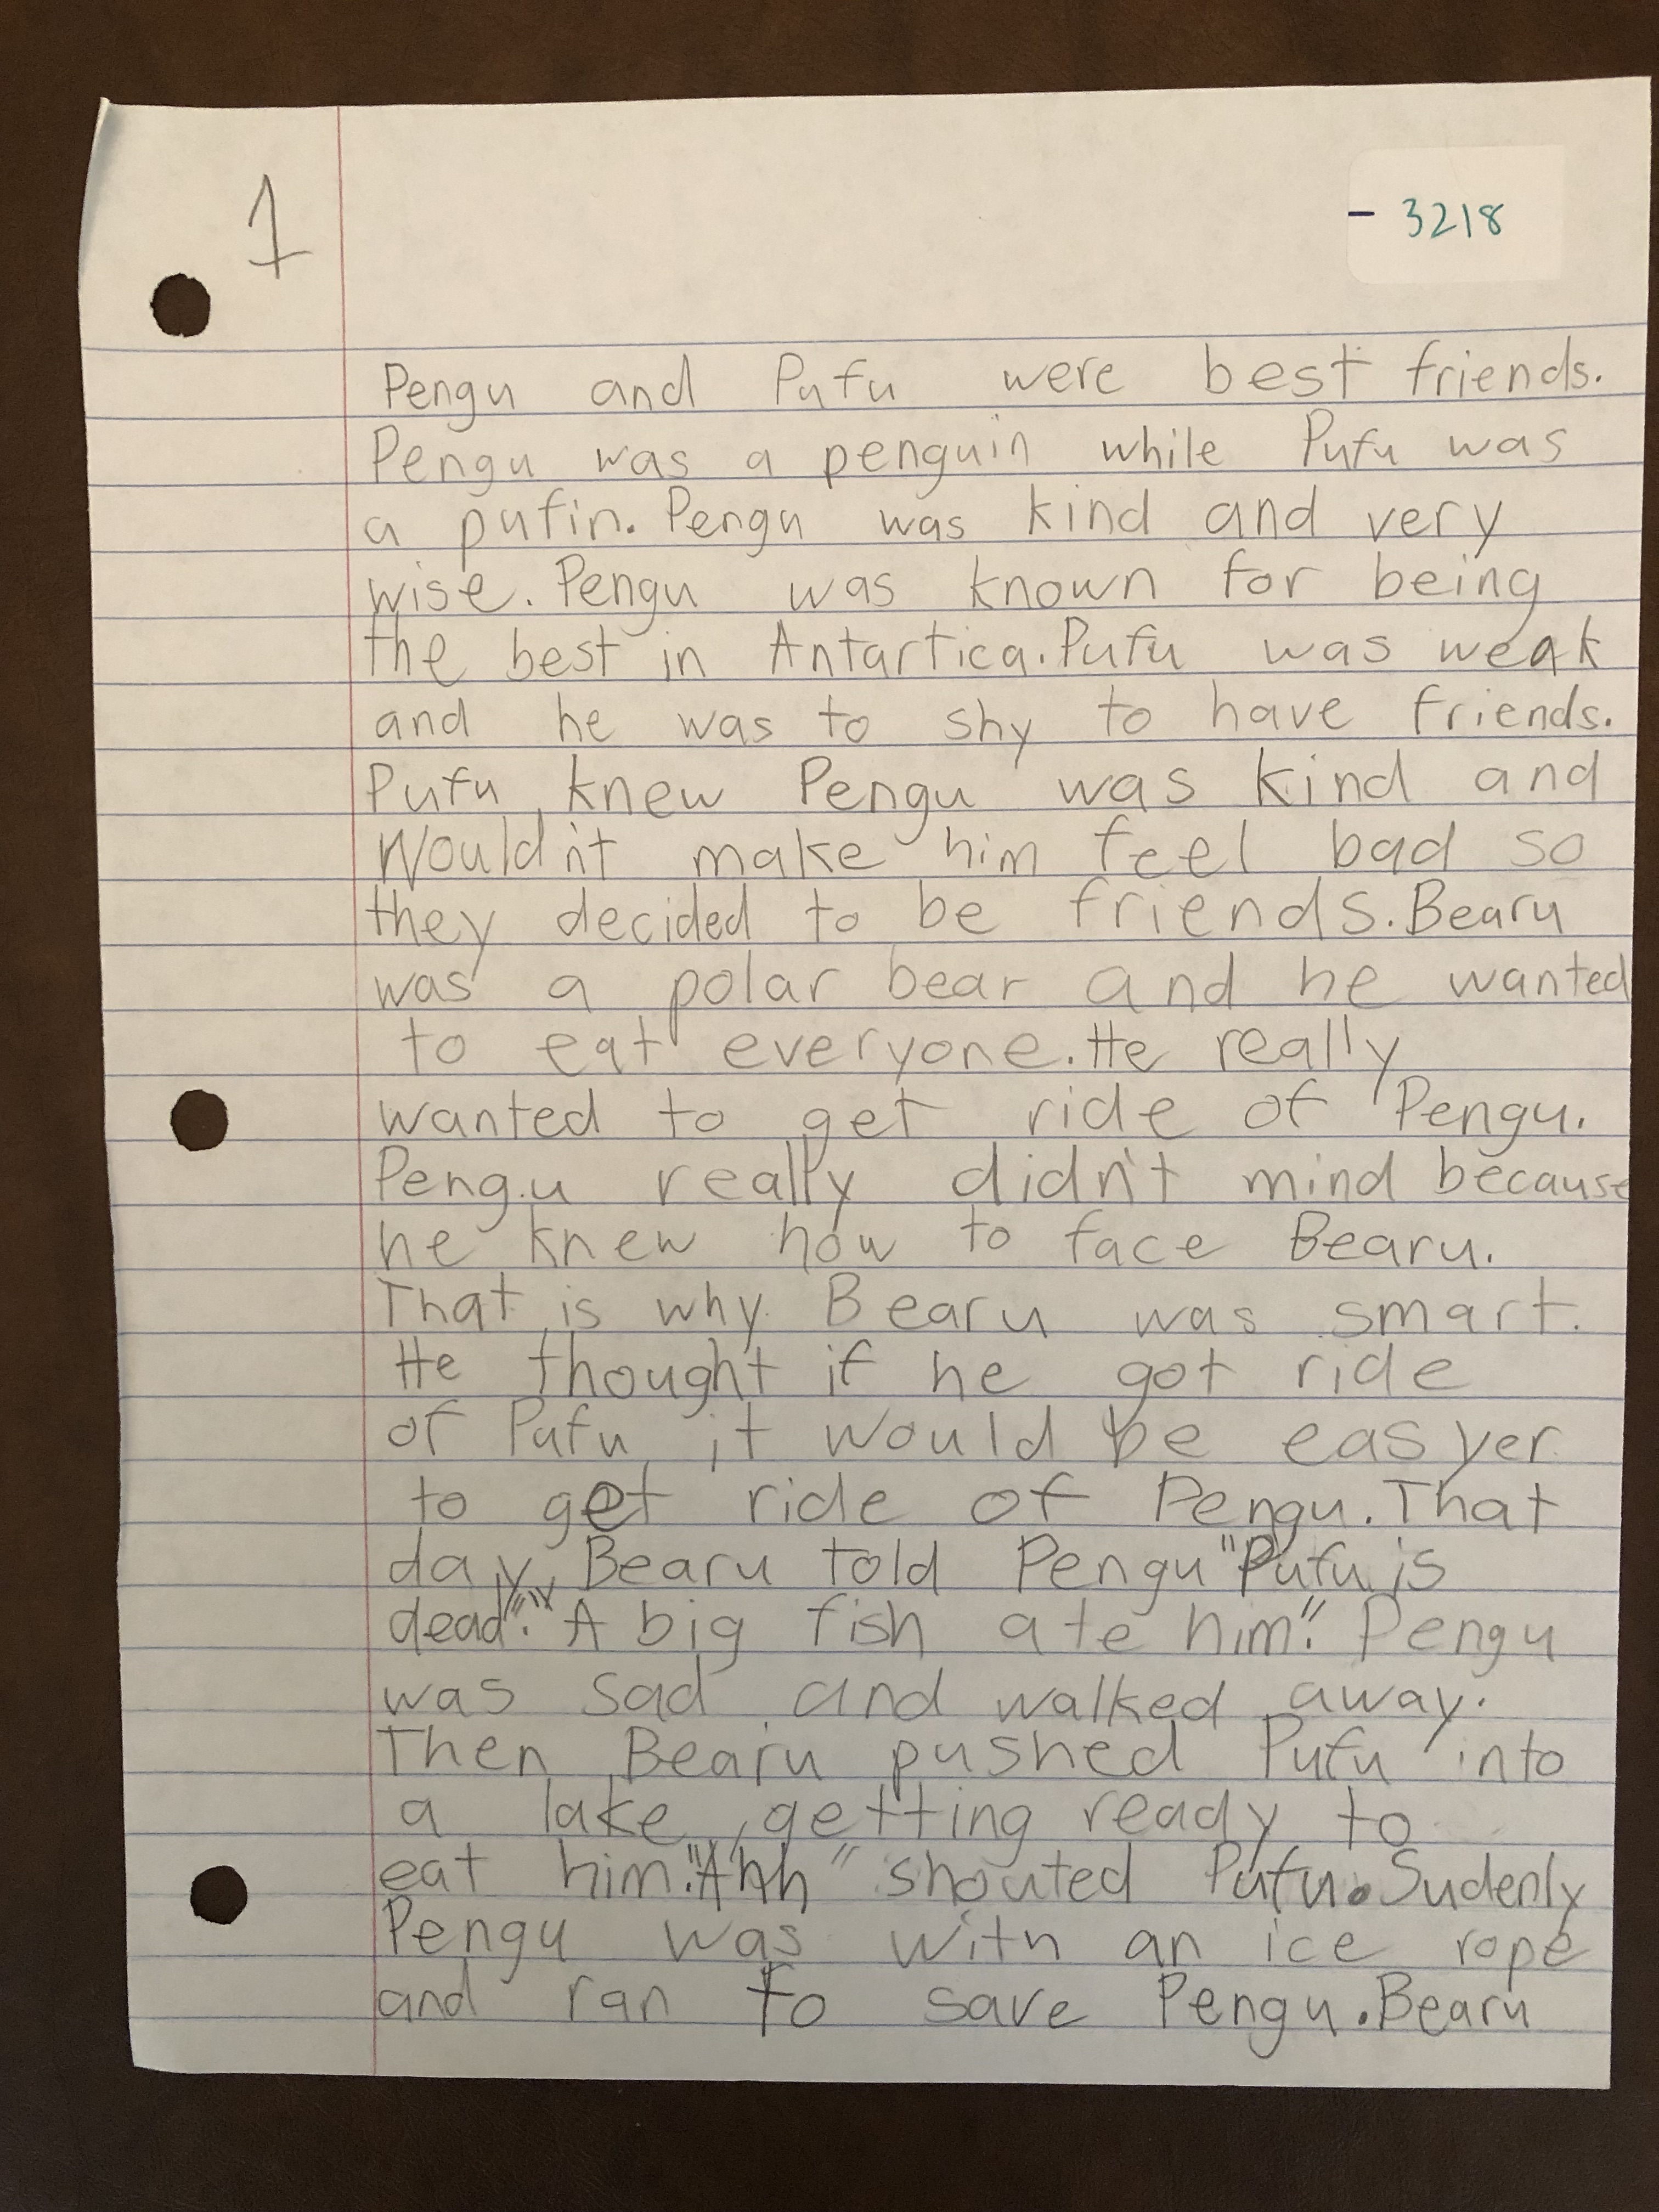 1
- 3218
Pengu and Pufu were best friends.
Pengu was a penguin while Pufu was
a pufin. Pengu was kind and very
wise. Pengu was known for being
the best in Antartica. Pufu was weak
and he was to shy to have friends.
Pufu knew Pengu was kind and
Would'nt make him feel bad so
they decided to be friends. Bearu
was a polar bear and he wanted
to eat everyone. He really
wanted to get ride of Pengu.
Pengu really didn't mind because
he knew how to face Bearu.
That is why Bearu was smart.
He thought if he got ride
of Pufu it would be easyer
to get ride of Pengu. That
day, Bearu told Pengu "Pufu is
dead". "A big fish ate him." Pengu
was sad and walked away.
Then Bearu pushed Pufu into
a lake, getting ready to
eat him. "Ahh" shouted Pufu. Sudenly
Pengu was with an ice rope
and ran to save Pengu. Bearu